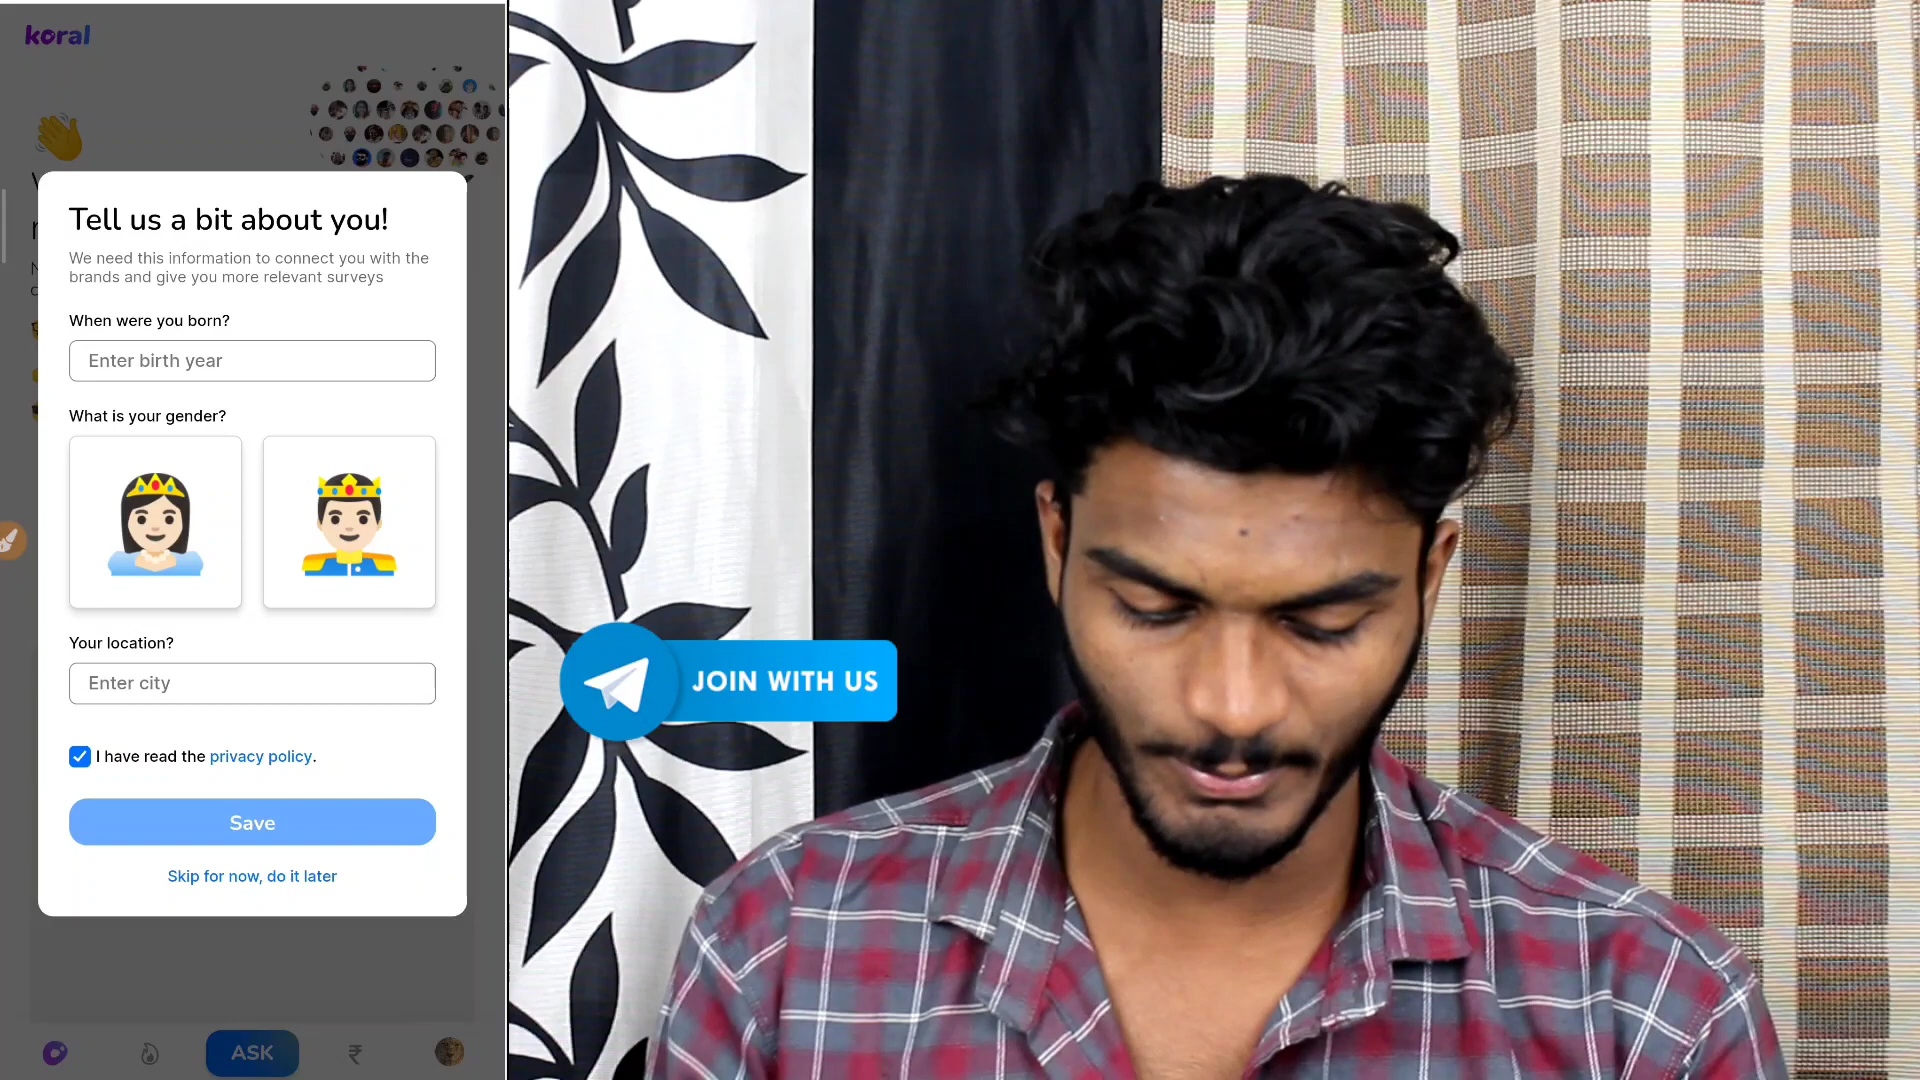 koral
Tell us a bit about you!
We need this information to connect you with the
brands and give you more relevant surveys
When were you born?
Enter birth year
What is your gender?
Your location?
Enter city
I have read the privacy policy.
Save
Skip for now, do it later
ASK
₹
JOIN WITH US